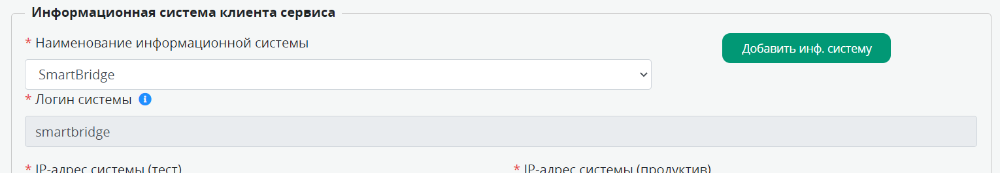 Информационная система клиента сервиса
* Наименование информационной системы
Добавить инф. систему
SmartBridge
* Логин системы
smartbridge
* IP-адрес системы (тест)
* IP-адрес системы (продуктив)